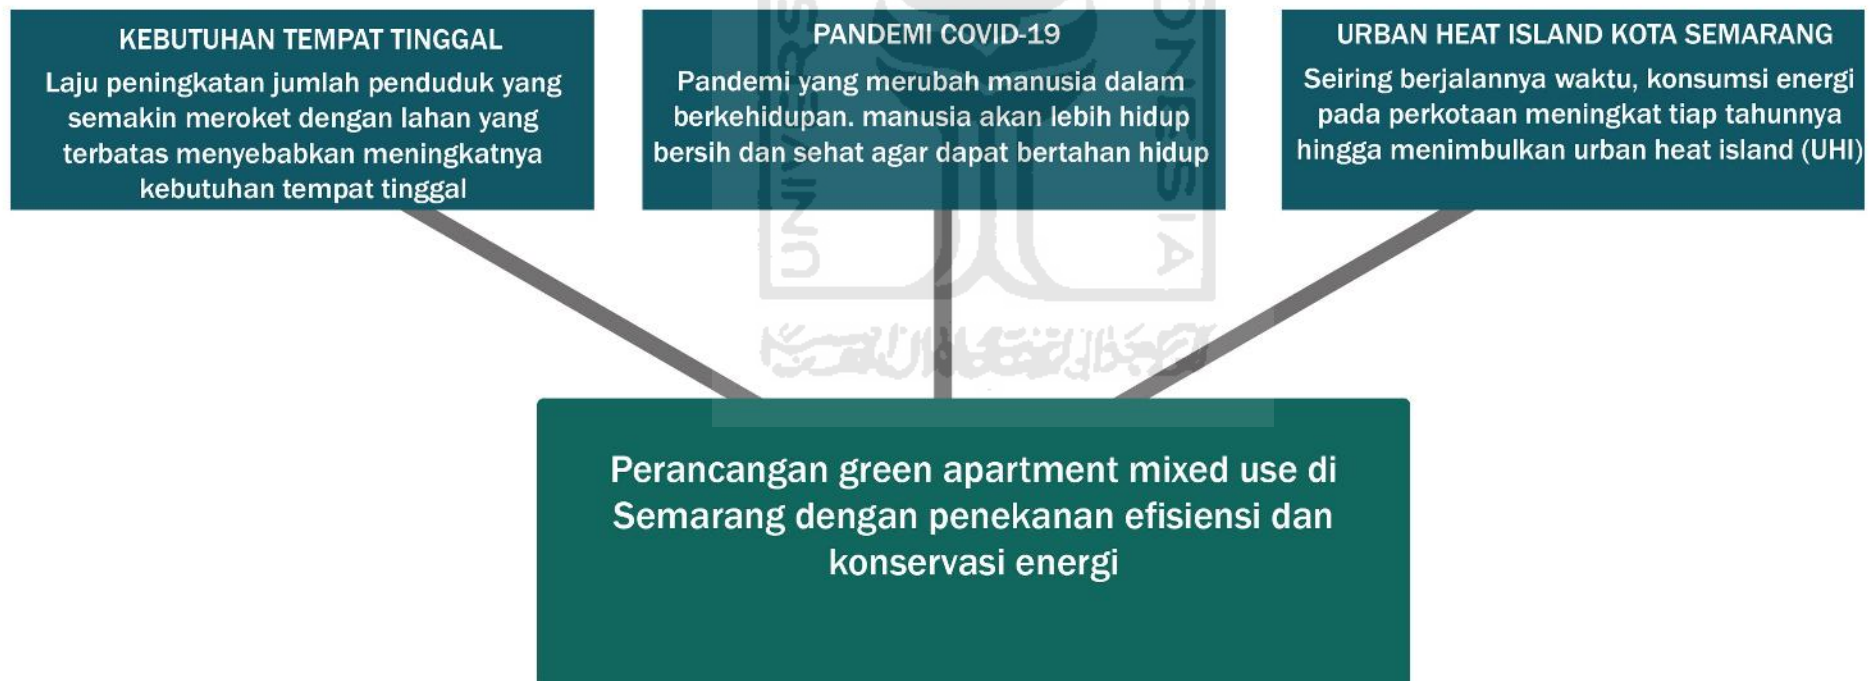 KEBUTUHAN TEMPAT TINGGAL
Laju peningkatan jumlah penduduk yang
semakin meroket dengan lahan yang
terbatas menyebabkan meningkatnya
kebutuhan tempat tinggal
PANDEMI COVID-19
Pandemi yang merubah manusia dalam
berkehidupan. manusia akan lebih hidup
bersih dan sehat agar dapat bertahan hidup
URBAN HEAT ISLAND KOTA SEMARANG
Seiring berjalannya waktu, konsumsi energi
pada perkotaan meningkat tiap tahunnya
hingga menimbulkan urban heat island (UHI)
Perancangan green apartment mixed use di
Semarang dengan penekanan efisiensi dan
konservasi energi